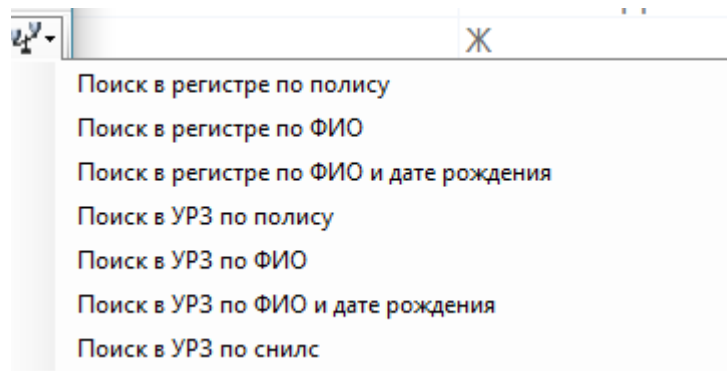 Ж
Поиск в регистре по полису
Поиск в регистре по ФИО
Поиск в регистре по ФИО и дате рождения
Поиск в УРЗ по полису
Поиск в УРЗ по ФИО
Поиск в УРЗ по ФИО и дате рождения
Поиск в УРЗ по снилс